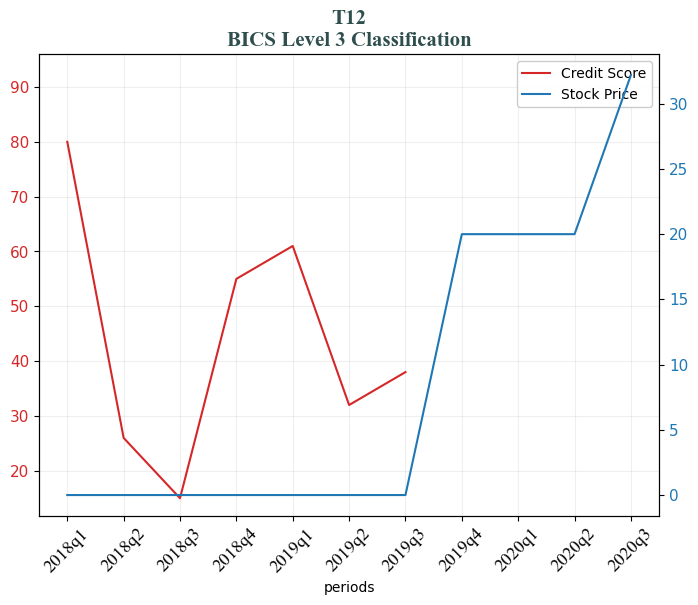 T12
BICS Level 3 Classification
Credit Score
Stock Price
90
80
70
60
50
40
30
20
30
25
20
15
10
5
0
2018q1
2018q2
2018q3
2018q4
2019q1
2019q2
2019q3
2019q4
2020q1
2020q2
2020q3
periods